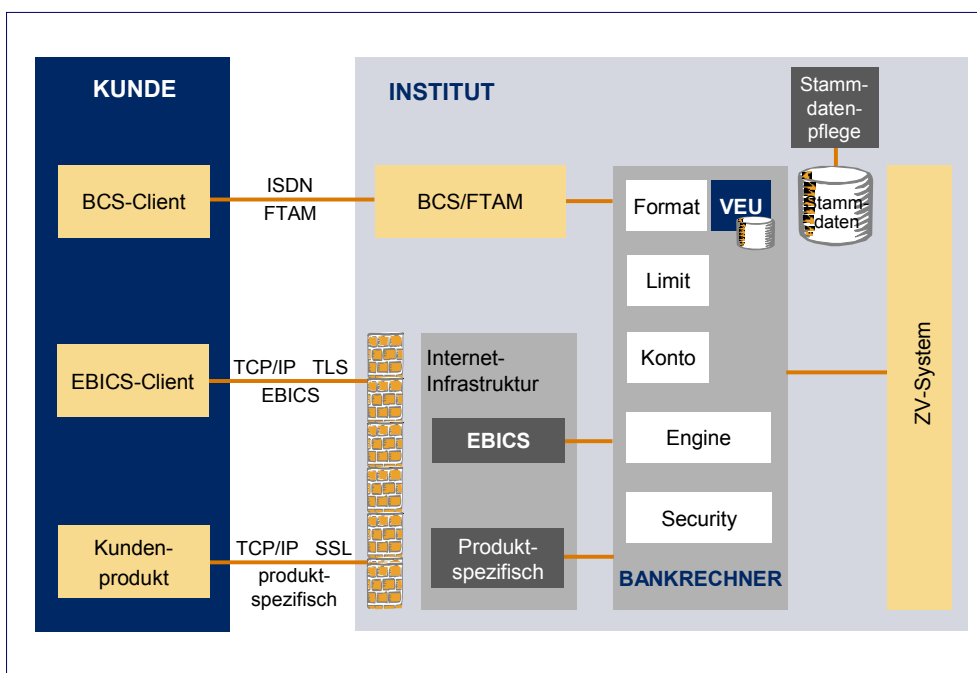 KUNDE
BCS-Client
EBICS-Client
Kunden-
produkt
ISDN
FTAM
TCP/IP TLS
EBICS
TCP/IP SSL
produkt-
spezifisch
INSTITUT
BCS/FTAM
Internet-
Infrastruktur
EBICS
Produkt-
spezifisch
Format
VEU
Limit
Konto
Engine
Security
BANKRECHNER
Stamm-
daten-
pflege
Stamm-
daten
ZV-System